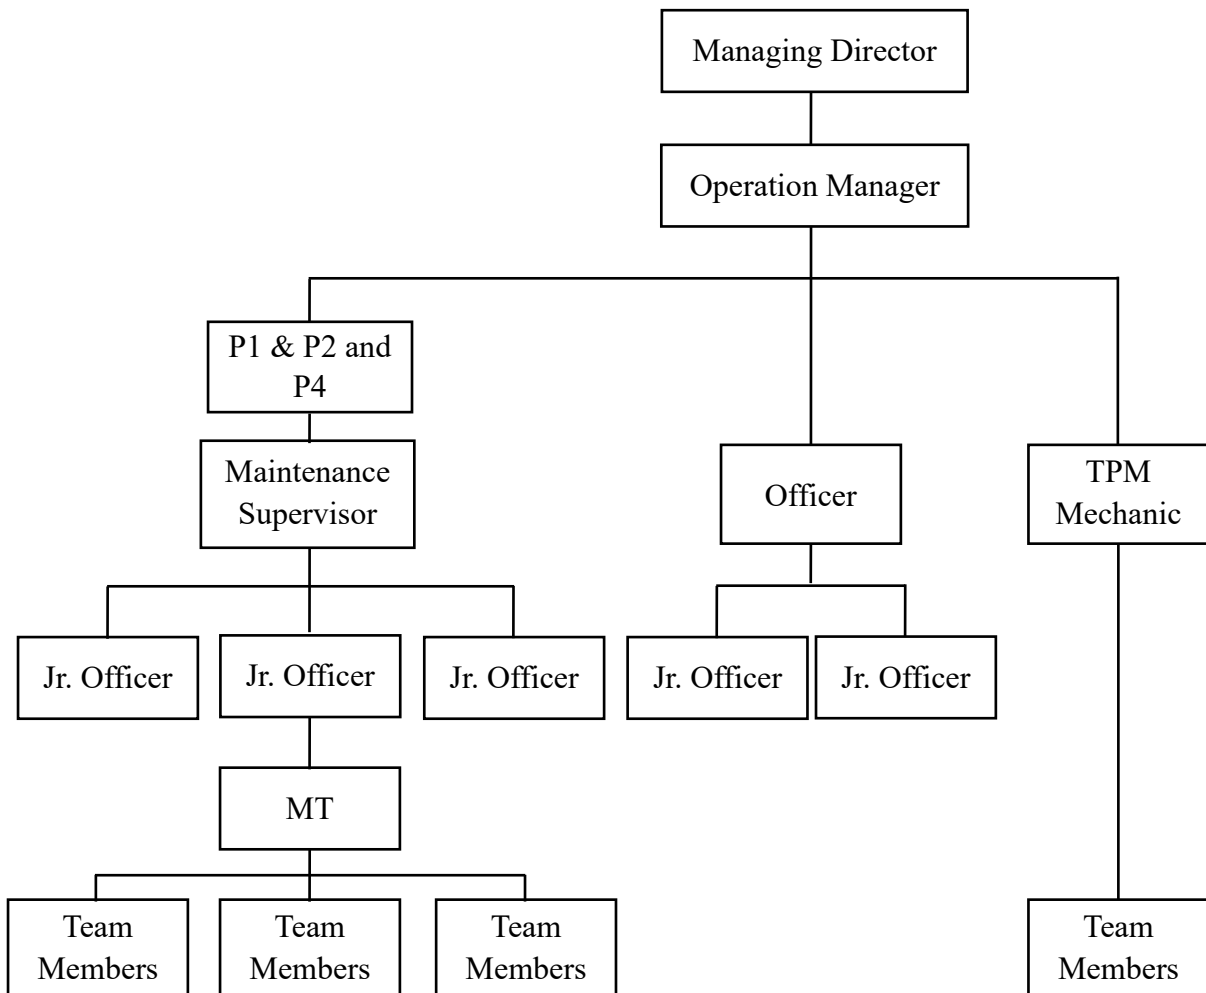 Managing Director
Operation Manager
P1 & P2 and
P4
Maintenance
Supervisor
Officer
TPM
Mechanic
Jr. Officer
Jr. Officer
Jr. Officer
Jr. Officer
Jr. Officer
MT
Team
Members
Team
Members
Team
Members
Team
Members